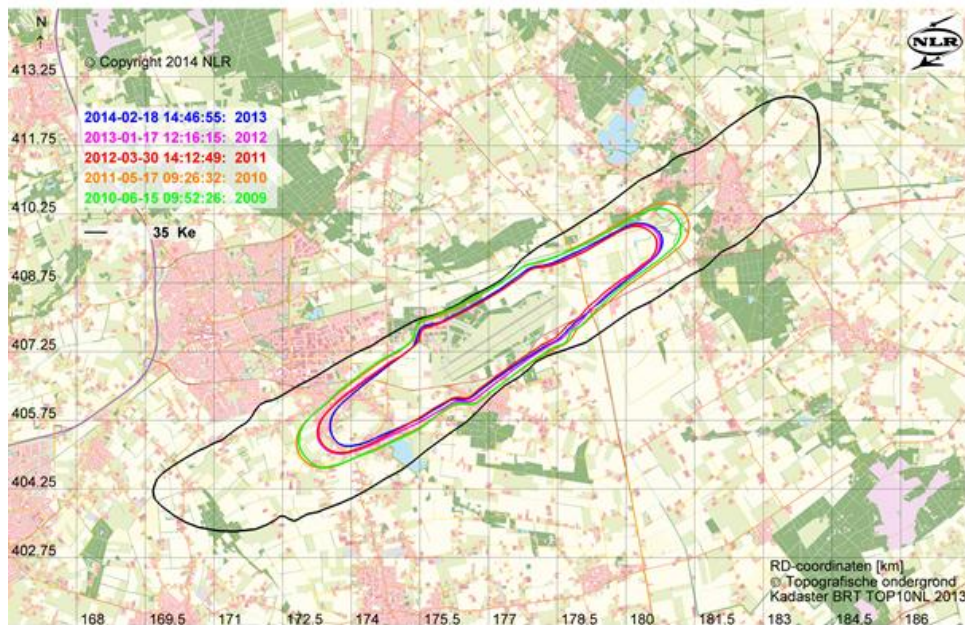 N
NLR
© Copyright 2014 NLR
413.25
2014-02-18 14:46:55: 2013
2013-01-17 12:16:15: 2012
2012-03-30 14:12:49: 2011
2011-05-17 09:26:32: 2010
2010-06-15 09:52:26: 2009
35 Ke
411.75
410.25
408.75
407.25
405.75
404.25
402.75
RD-coordinaten [km]
© Topografische ondergrond
Kadaster BRT TOP10NL 2013
168 169.5 171 172.5 174 175.5 177 178.5 180 181.5 183 184.5 186